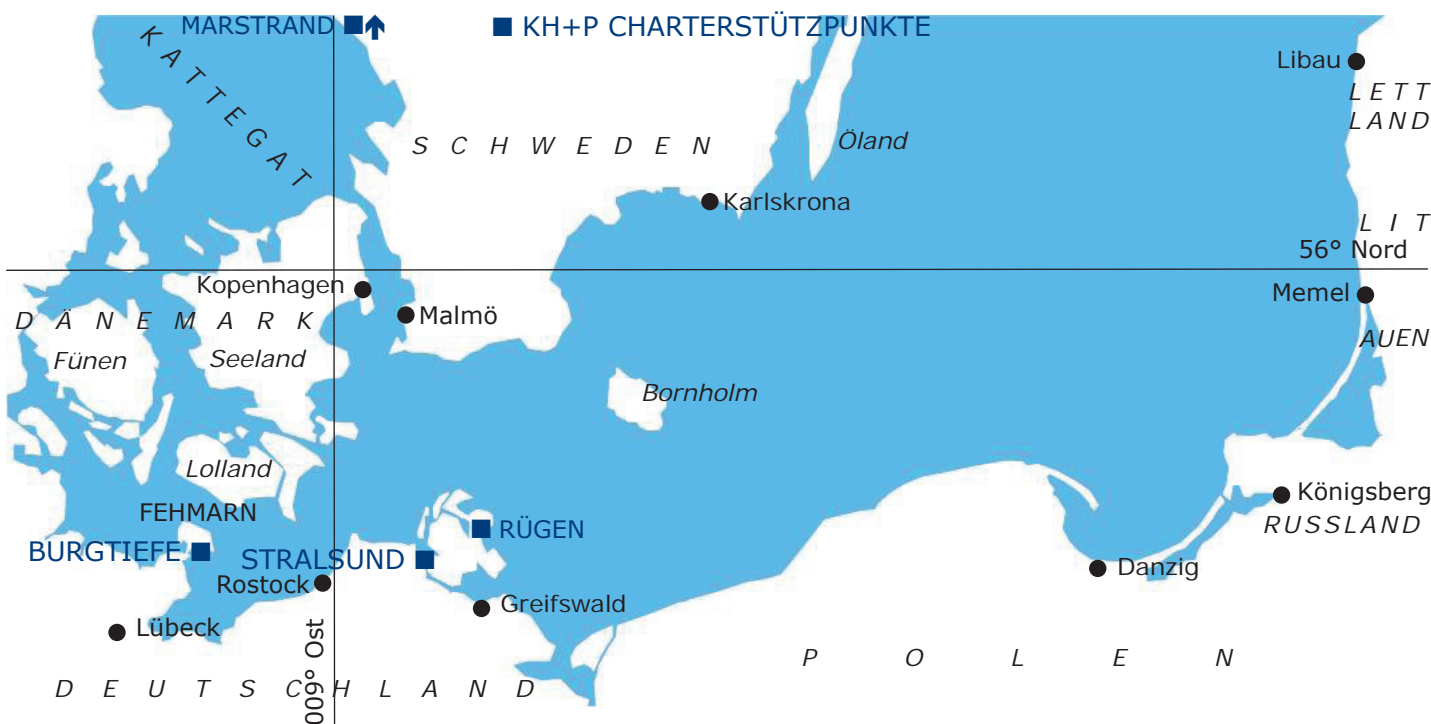 MARSTRAND
KH+P CHARTERSTÜTZPUNKTE
KATTEGAT
Libau
LETT
LAND
SCHWEDEN
Öland
Karlskrona
LIT
56° Nord
Kopenhagen
Memel
DÄNEMARK
Malmö
AUEN
Fünen
Seeland
Bornholm
Lolland
Königsberg
FEHMARN
RUSSLAND
RÜGEN
BURGTIEFE
STRALSUND
Danzig
Rostock
Greifswald
Lübeck
009° Ost
POLEN
DEUTSCHLAND